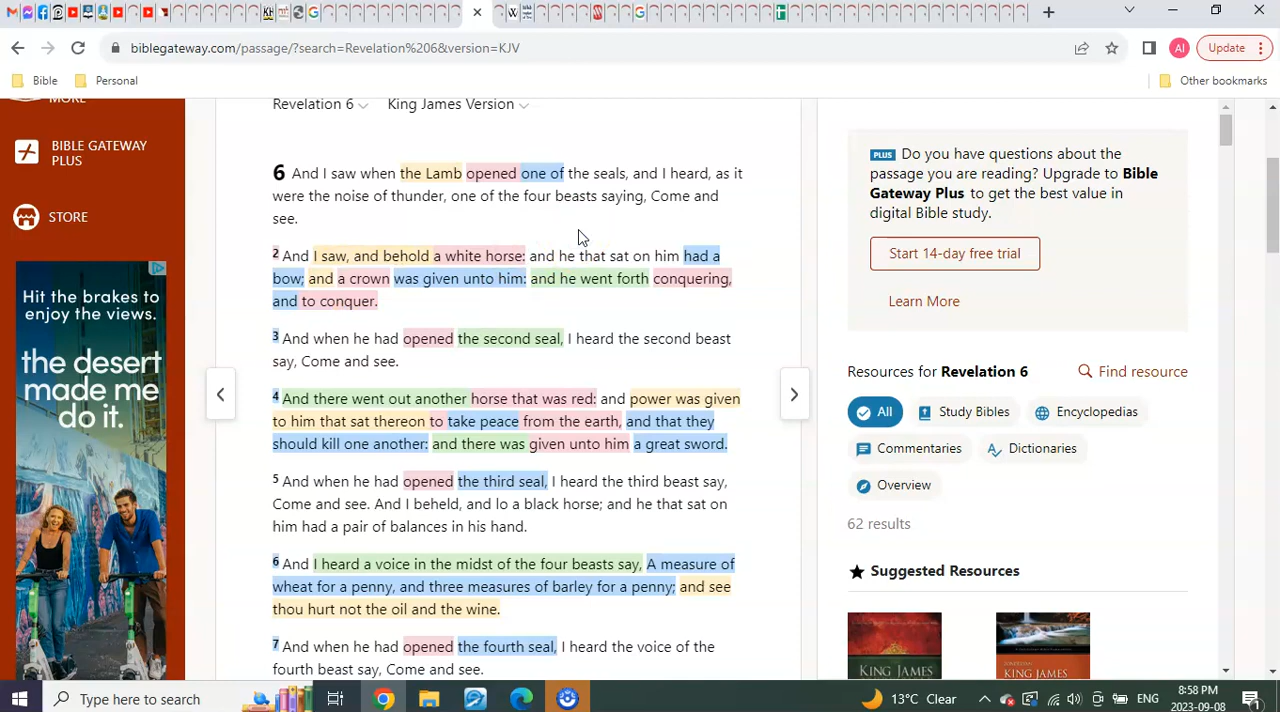 biblegateway.com/passage/?search=Revelation%206&version=KJV
AI
Update
Bible
Personal
Other bookmarks
MORE
BIBLE GATEWAY
PLUS
STORE
Hit the brakes to
enjoy the views.
the desert
made me
do it.
Revelation 6
King James Version
6 And I saw when the Lamb opened one of the seals, and I heard, as it
were the noise of thunder, one of the four beasts saying, Come and
see.
2 And I saw, and behold a white horse: and he that sat on him had a
bow; and a crown was given unto him: and he went forth conquering,
and to conquer.
3 And when he had opened the second seal, I heard the second beast
say, Come and see.
4 And there went out another horse that was red: and power was given
to him that sat thereon to take peace from the earth, and that they
should kill one another: and there was given unto him a great sword.
5 And when he had opened the third seal, I heard the third beast say,
Come and see. And I beheld, and lo a black horse; and he that sat on
him had a pair of balances in his hand.
6 And I heard a voice in the midst of the four beasts say, A measure of
wheat for a penny, and three measures of barley for a penny; and see
thou hurt not the oil and the wine.
7 And when he had opened the fourth seal, I heard the voice of the
fourth beast say, Come and see.
PLUS Do you have questions about the
passage you are reading? Upgrade to Bible
Gateway Plus to get the best value in
digital Bible study.
Start 14-day free trial
Learn More
Resources for Revelation 6
Find resource
All
Study Bibles
Encyclopedias
Commentaries
Dictionaries
Overview
62 results
Suggested Resources
KING JAMES
KING JAMES
Type here to search
13°C Clear
ENG
8:58 PM
2023-09-08
1